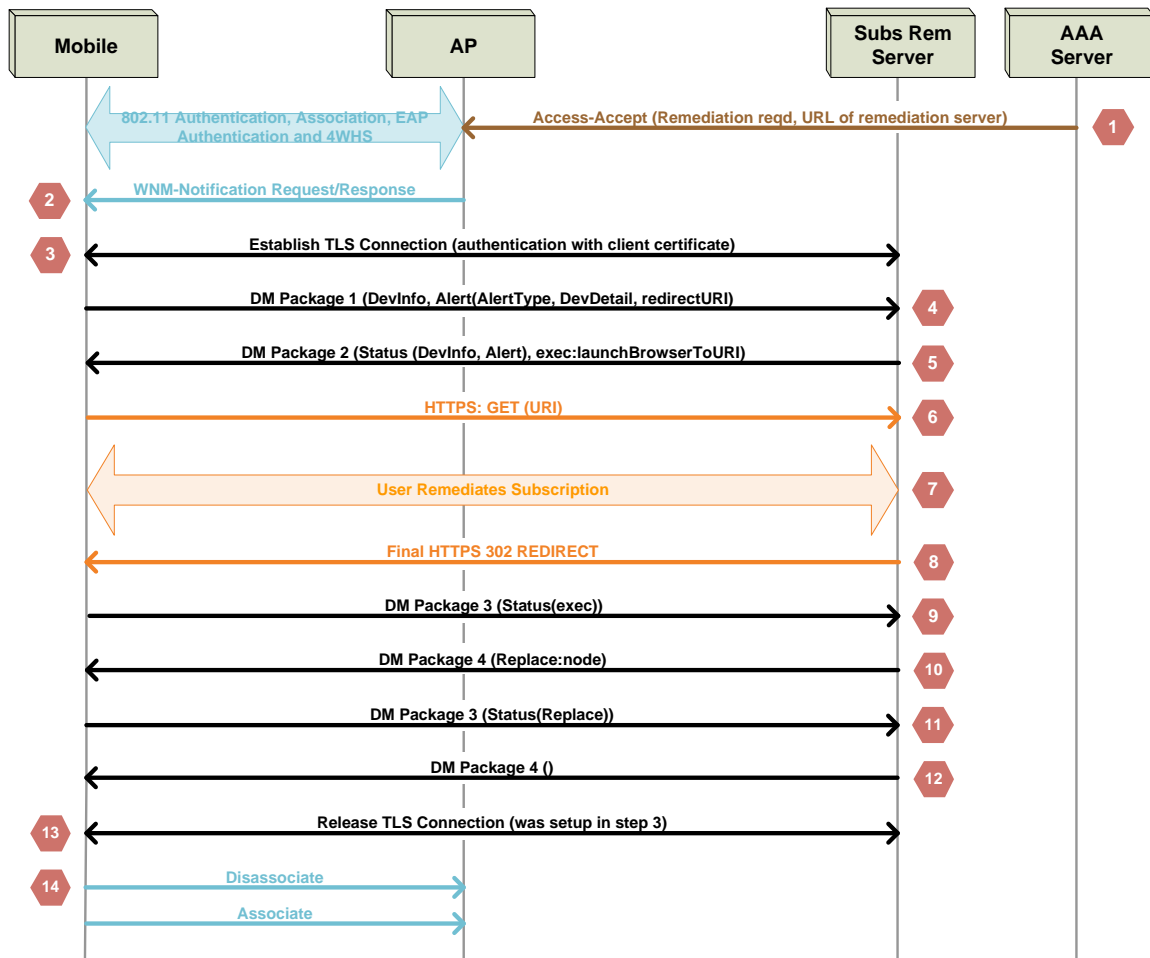 Mobile
AP
Subs Rem
Server
AAA
Server
802.11 Authentication, Association, EAP
Authentication and 4WHS
Access-Accept (Remediation reqd, URL of remediation server)
1
2
WNM-Notification Request/Response
3
Establish TLS Connection (authentication with client certificate)
DM Package 1 (DevInfo, Alert(AlertType, DevDetail, redirectURI)
4
DM Package 2 (Status (DevInfo, Alert), exec:launchBrowserToURI)
5
HTTPS: GET (URI)
6
User Remediates Subscription
7
Final HTTPS 302 REDIRECT
8
DM Package 3 (Status(exec))
9
DM Package 4 (Replace:node)
10
DM Package 3 (Status(Replace))
11
DM Package 4 ()
12
13
Release TLS Connection (was setup in step 3)
14
Disassociate
Associate